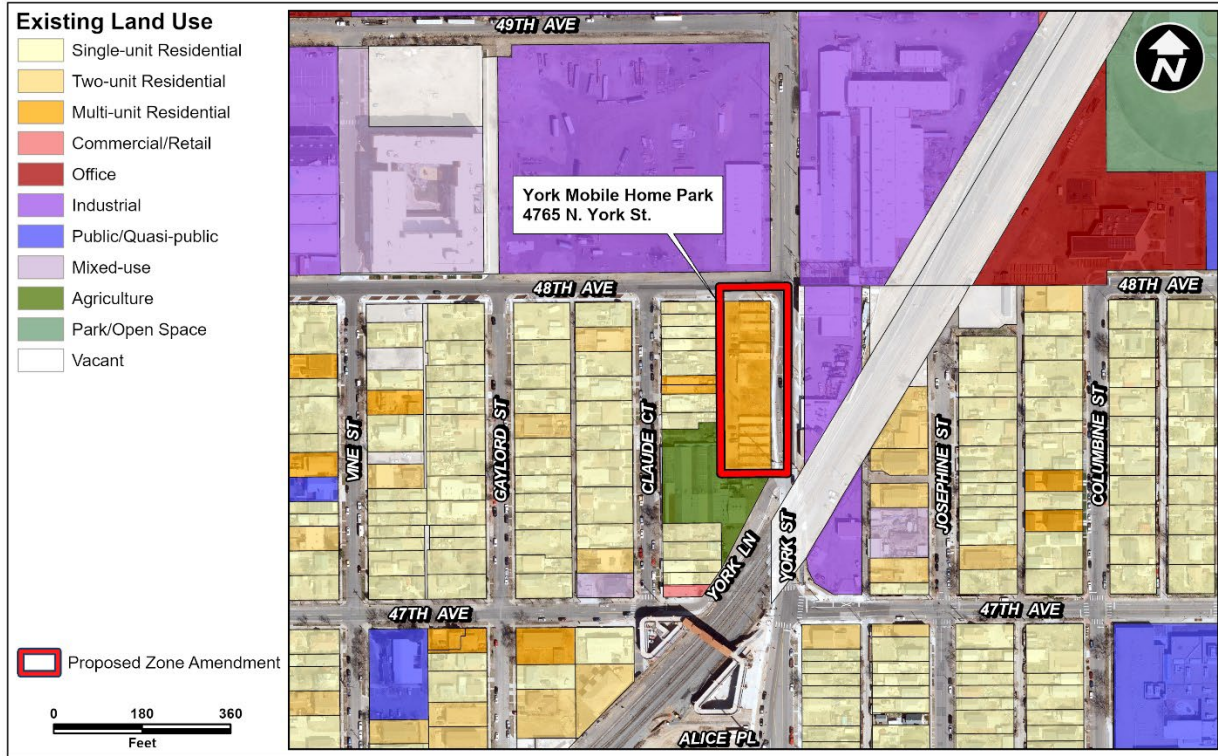 Existing Land Use
Single-unit Residential
Two-unit Residential
Multi-unit Residential
Commercial/Retail
Office
Industrial
Public/Quasi-public
Mixed-use
Agriculture
Park/Open Space
Vacant
Proposed Zone Amendment
0 180 360
Feet
49TH AVE
N
York Mobile Home Park
4765 N. York St.
48TH AVE
48TH AVE
VINE ST
GAYLORD ST
CLAUDE CT
YORK LN
YORK ST
JOSEPHINE ST
COLUMBINE ST
47TH AVE
47TH AVE
ALICE PL